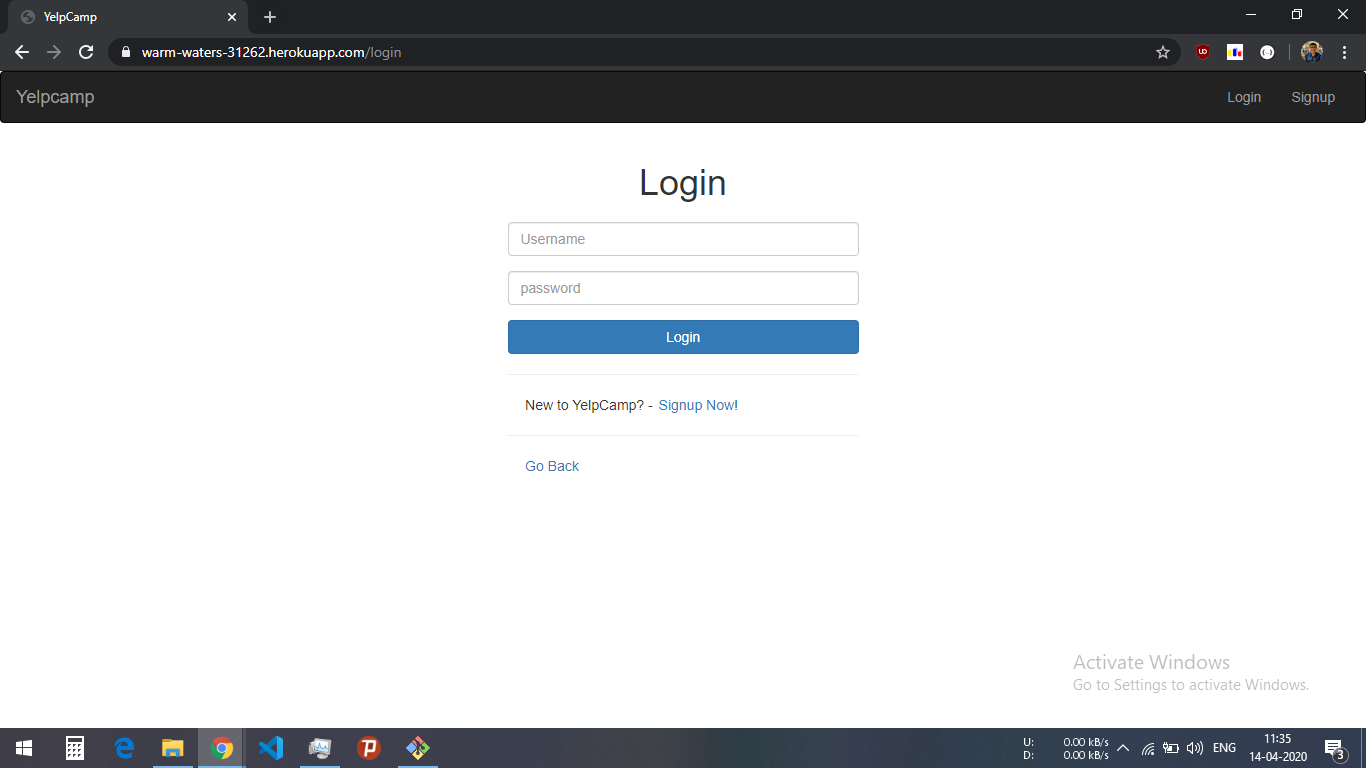 YelpCamp
warm-waters-31262.herokuapp.com/login
Yelpcamp
Login
Signup
Login
Username
password
Login
New to YelpCamp? - Signup Now!
Go Back
Activate Windows
Go to Settings to activate Windows.
U: 0.00 kB/s
D: 0.00 kB/s
ENG
11:35
14-04-2020
3